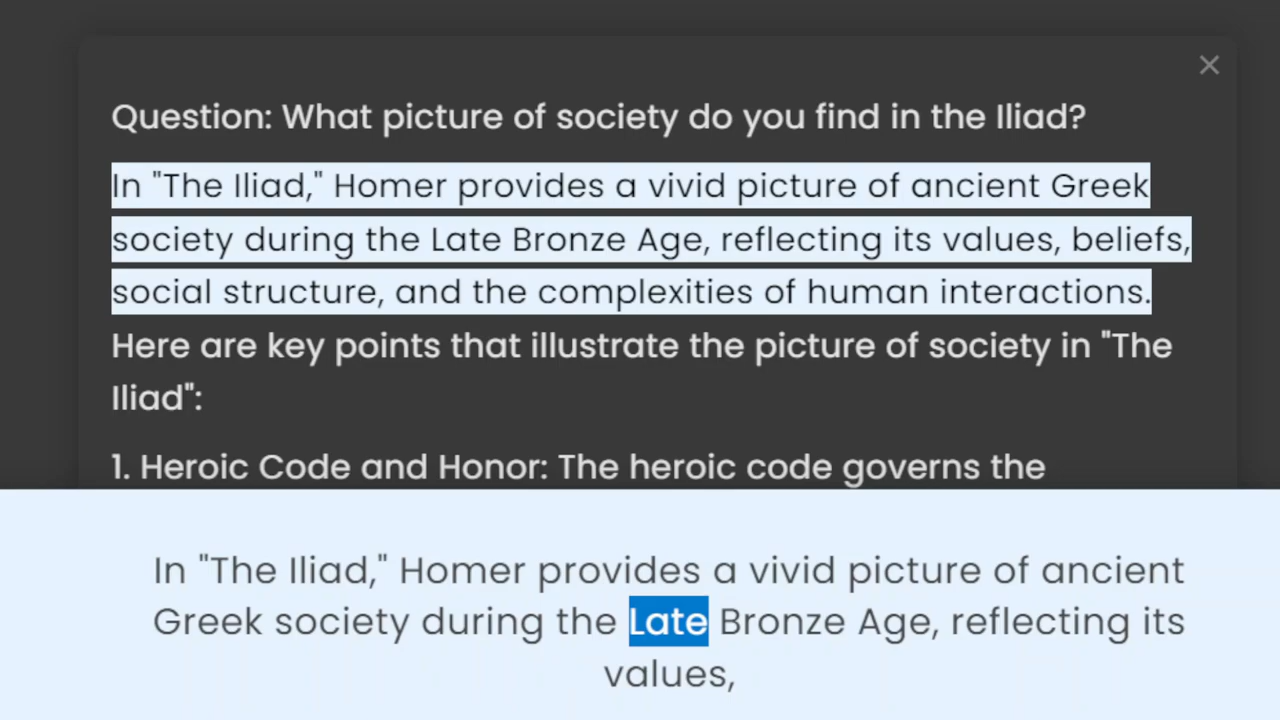 Question: What picture of society do you find in the Iliad?
In "The Iliad," Homer provides a vivid picture of ancient Greek
society during the Late Bronze Age, reflecting its values, beliefs,
social structure, and the complexities of human interactions.
Here are key points that illustrate the picture of society in "The
Iliad":
1. Heroic Code and Honor: The heroic code governs the
In "The Iliad," Homer provides a vivid picture of ancient
Greek society during the Late Bronze Age, reflecting its
values,